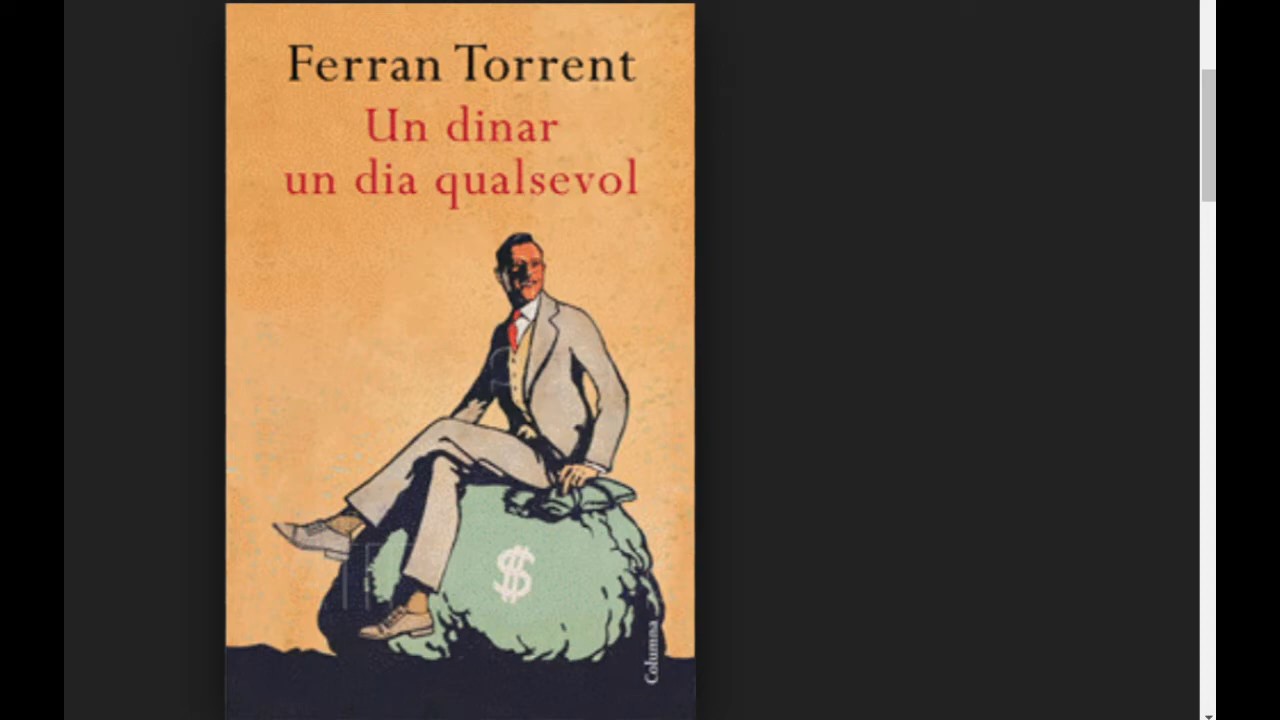 Ferran Torrent
Un dinar
un dia qualsevol
$
Columna